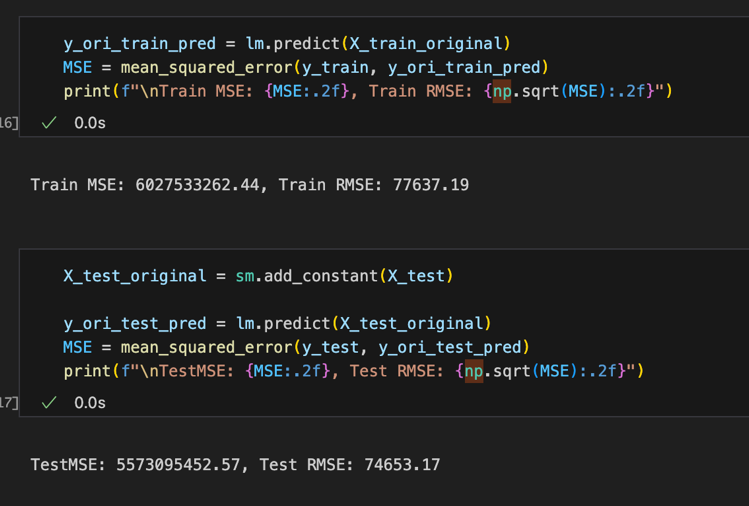 y_ori_train_pred = lm.predict(X_train_original)
MSE = mean_squared_error(y_train, y_ori_train_pred)
print(f"\nTrain MSE: {MSE:.2f}, Train RMSE: {np.sqrt(MSE):.2f}")
16] ✓ 0.0s
Train MSE: 6027533262.44, Train RMSE: 77637.19
X_test_original = sm.add_constant(X_test)
y_ori_test_pred = lm.predict(X_test_original)
MSE = mean_squared_error(y_test, y_ori_test_pred)
print(f"\nTestMSE: {MSE:.2f}, Test RMSE: {np.sqrt(MSE):.2f}")
17] ✓ 0.0s
TestMSE: 5573095452.57, Test RMSE: 74653.17